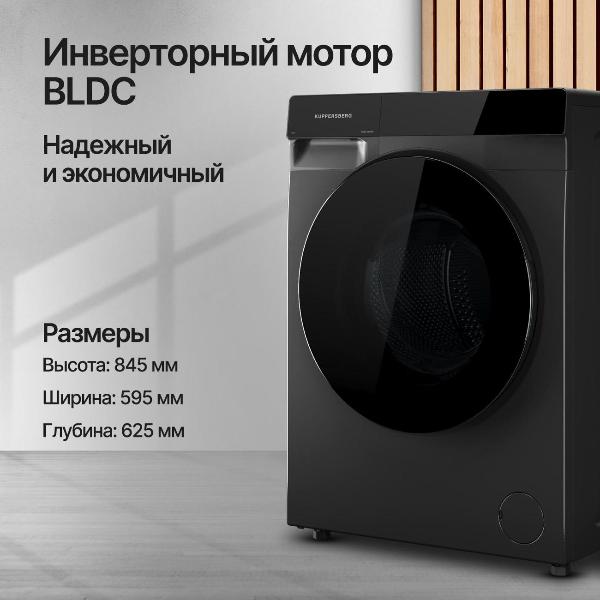 Инверторный мотор
BLDC
Надежный
и экономичный
KUPPERSBERG
Размеры
Высота: 845 мм
Ширина: 595 мм
Глубина: 625 мм